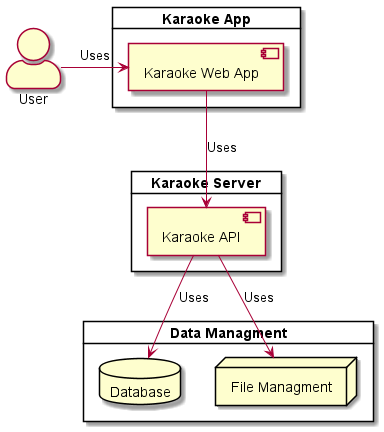 Karaoke App
Uses
Karaoke Web App
User
Uses
Karaoke Server
Karaoke API
Uses
Uses
Data Managment
Database
File Managment